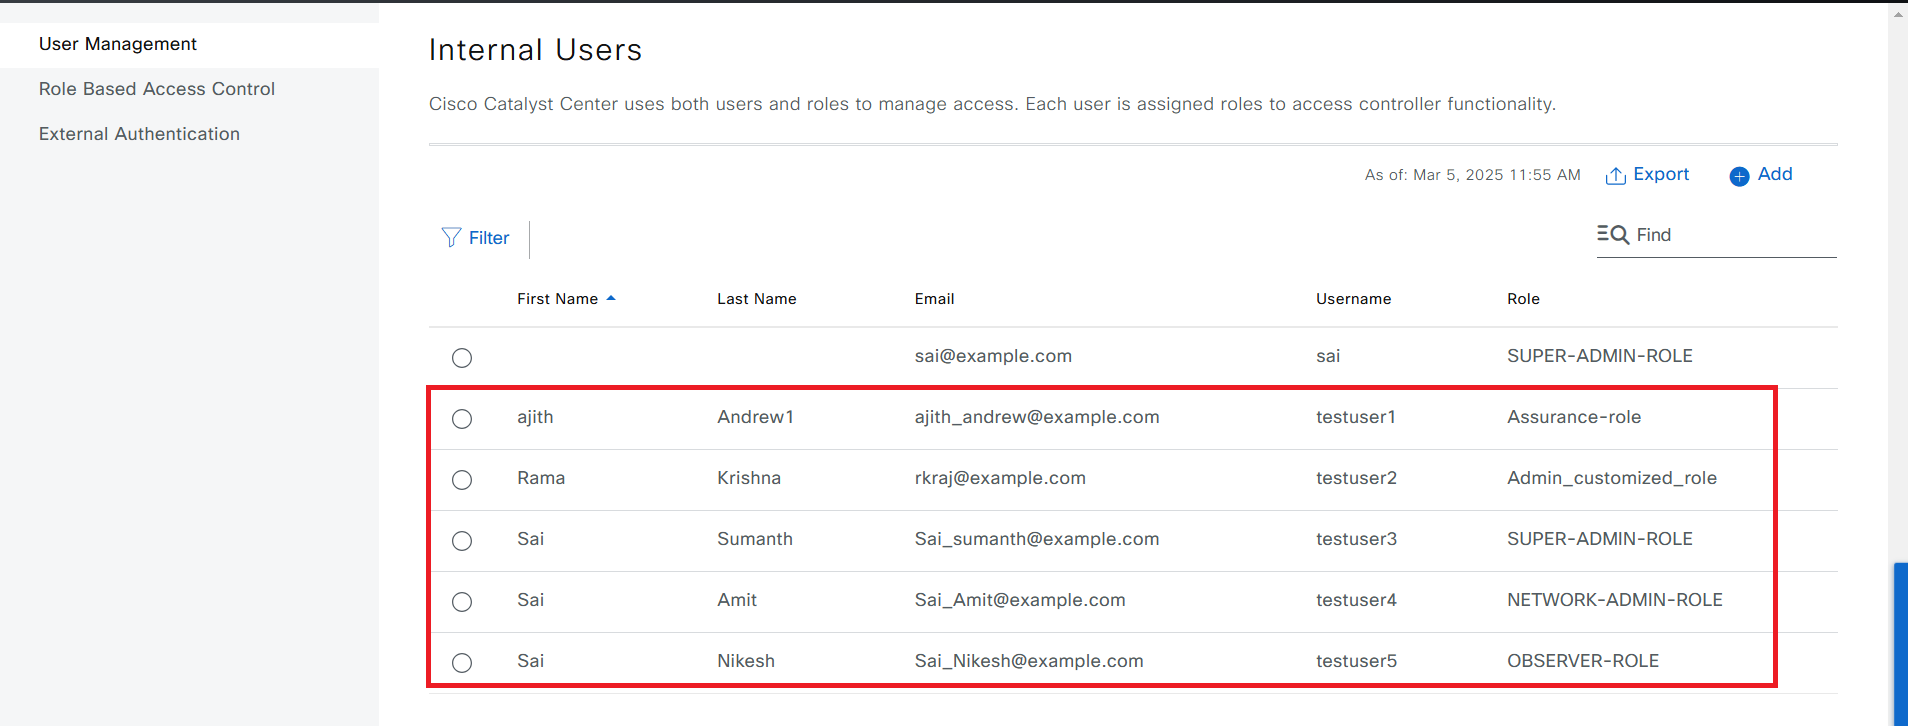 User Management
Role Based Access Control
External Authentication
Internal Users
Cisco Catalyst Center uses both users and roles to manage access. Each user is assigned roles to access controller functionality.
As of: Mar 5, 2025 11:55 AM Export Add
Filter Find
First Name Last Name Email Username Role
sai@example.com sai SUPER-ADMIN-ROLE
ajith Andrew1 ajith_andrew@example.com testuser1 Assurance-role
Rama Krishna rkraj@example.com testuser2 Admin_customized_role
Sai Sumanth Sai_sumanth@example.com testuser3 SUPER-ADMIN-ROLE
Sai Amit Sai_Amit@example.com testuser4 NETWORK-ADMIN-ROLE
Sai Nikesh Sai_Nikesh@example.com testuser5 OBSERVER-ROLE